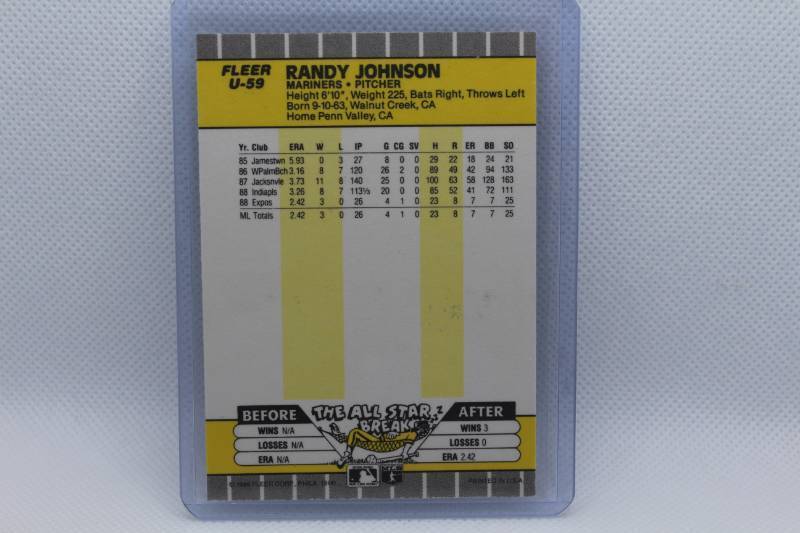 FLEER
U-59
RANDY JOHNSON
MARINERS • PITCHER
Height 6'10", Weight 225, Bats Right, Throws Left
Born 9-10-63, Walnut Creek, CA
Home Penn Valley, CA
Yr. Club ERA W L IP G CG SV H R ER BB SO
85 Jamestwn 5.93 0 3 27 8 0 0 29 22 18 24 21
86 WPalmBch 3.16 8 7 120 26 2 0 89 49 42 94 133
87 Jacksnvle 3.73 11 8 140 25 0 0 100 63 58 128 163
88 Indiapls 3.26 8 7 113⅓ 20 0 0 85 52 41 72 111
88 Expos 2.42 3 0 26 4 1 0 23 8 7 7 25
ML Totals 2.42 3 0 26 4 1 0 23 8 7 7 25
BEFORE THE ALL STAR BREAK AFTER
WINS N/A WINS 3
LOSSES N/A LOSSES 0
ERA N/A ERA 2.42
FLEER CORP., PHILA. PRINTED IN U.S.A.